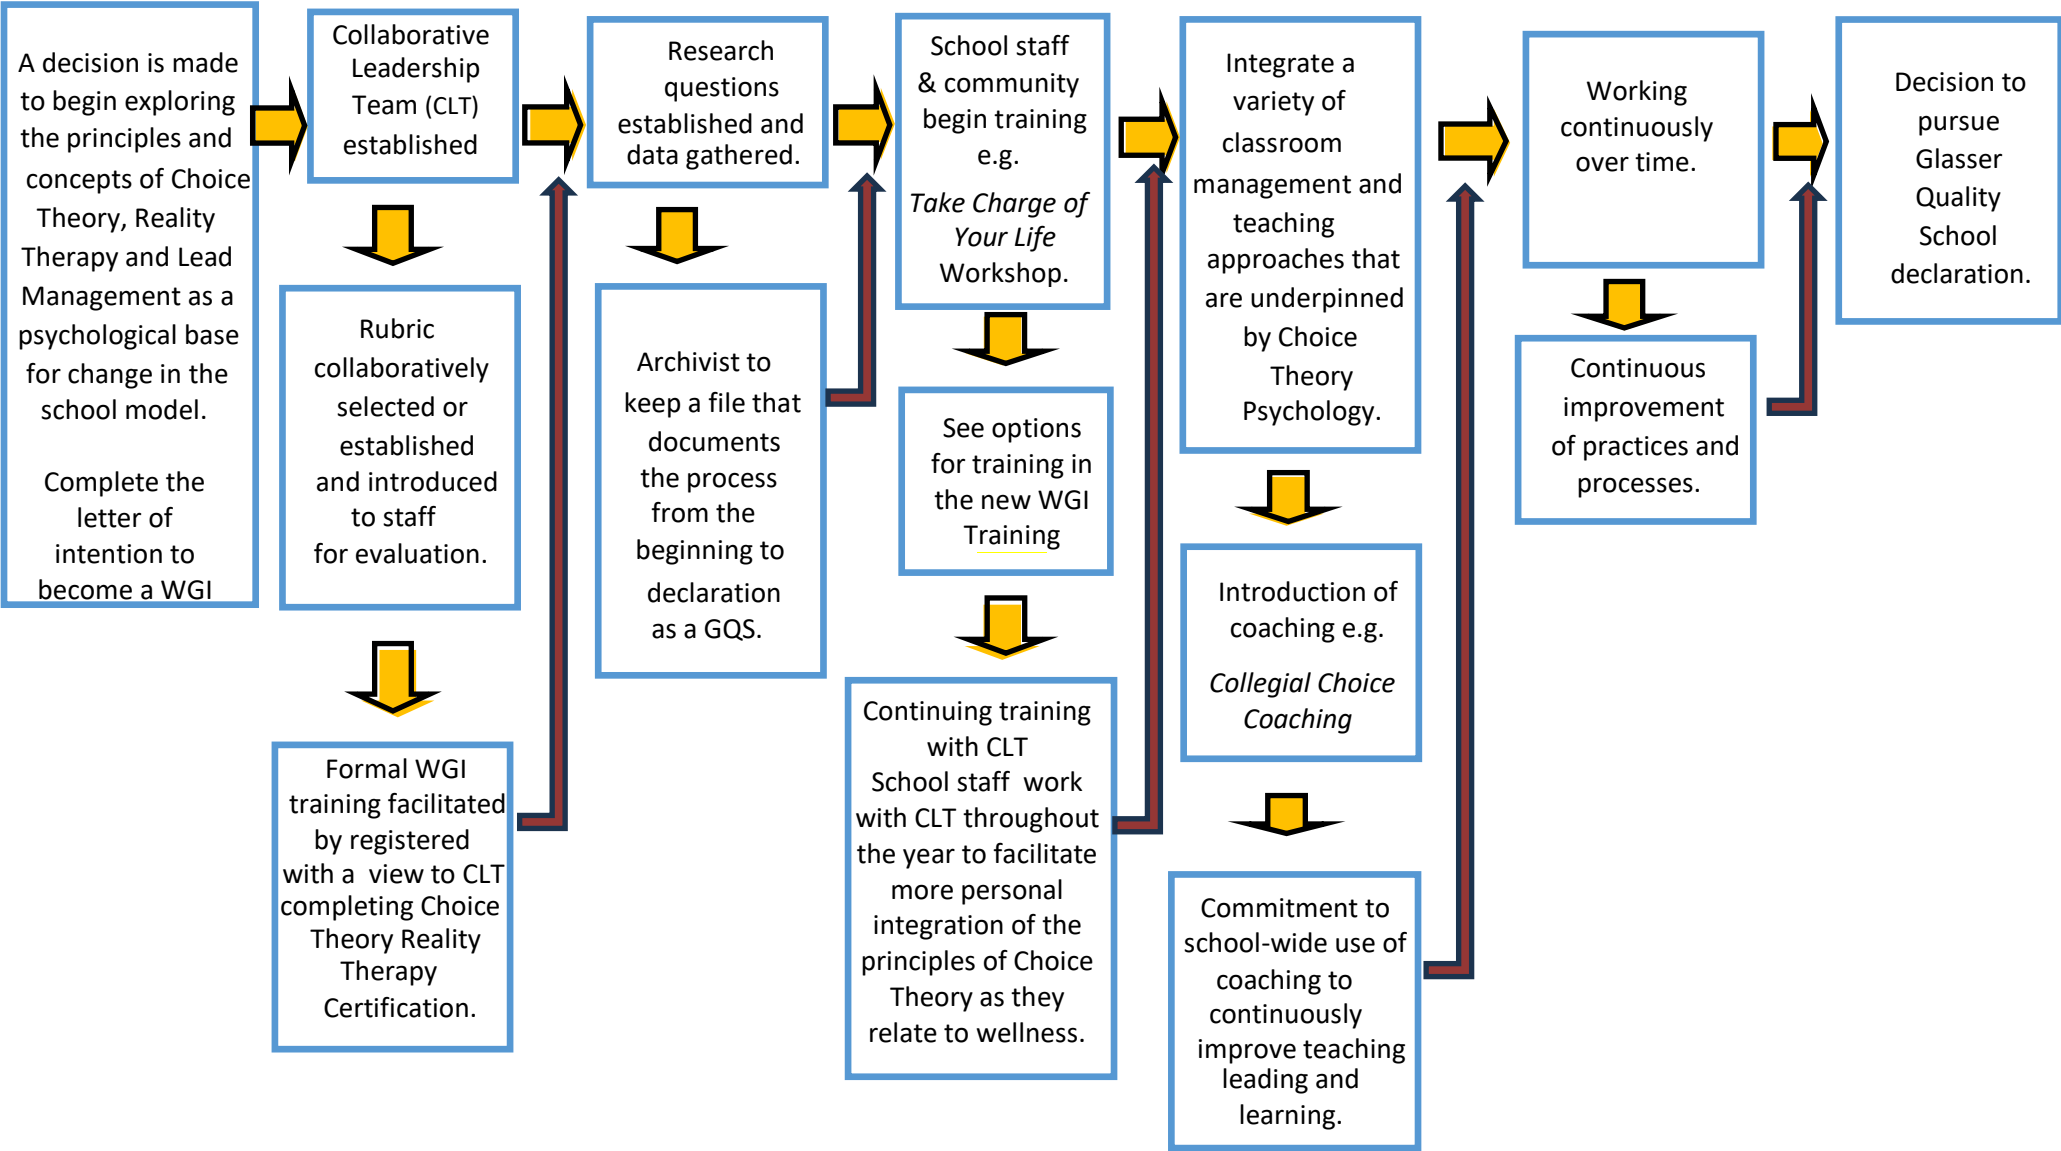 A decision is made
to begin exploring
the principles and
concepts of Choice
Theory, Reality
Therapy and Lead
Management as a
psychological base
for change in the
school model.
Complete the
letter of
intention to
become a WGI
Collaborative
Leadership
Team (CLT)
established
Rubric
collaboratively
selected or
established
and introduced
to staff
for evaluation.
Formal WGI
training facilitated
by registered
with a view to CLT
completing Choice
Theory Reality
Therapy
Certification.
Research
questions
established and
data gathered.
Archivist to
keep a file that
documents
the process
from the
beginning to
declaration
as a GQS.
School staff
& community
begin training
e.g.
Take Charge of
Your Life
Workshop.
See options
for training in
the new WGI
Training
Continuing training
with CLT
School staff work
with CLT throughout
the year to facilitate
more personal
integration of the
principles of Choice
Theory as they
relate to wellness.
Integrate a
variety of
classroom
management and
teaching
approaches that
are underpinned
by Choice
Theory
Psychology.
Introduction of
coaching e.g.
Collegial Choice
Coaching
Commitment to
school-wide use of
coaching to
continuously
improve teaching
leading and
learning.
Working
continuously
over time.
Continuous
improvement
of practices and
processes.
Decision to
pursue
Glasser
Quality
School
declaration.